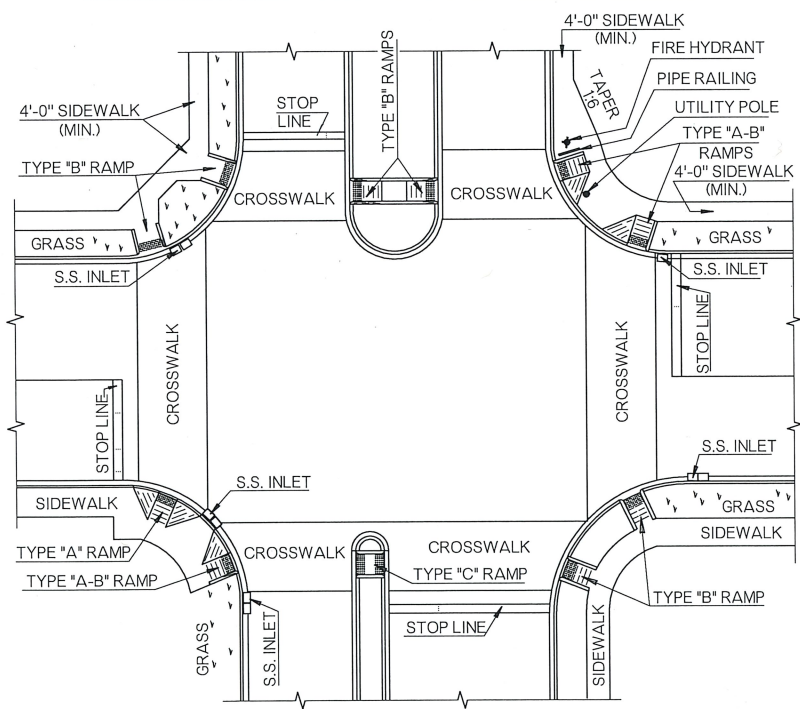 4'-0" SIDEWALK
(MIN.)
FIRE HYDRANT
PIPE RAILING
UTILITY POLE
TYPE "A-B"
RAMPS
4'-0" SIDEWALK
(MIN.)
TAPER
1:6
TYPE "B" RAMPS
STOP
LINE
4'-0" SIDEWALK
(MIN.)
TYPE "B" RAMP
CROSSWALK
CROSSWALK
GRASS
GRASS
S.S. INLET
S.S. INLET
STOP LINE
CROSSWALK
CROSSWALK
STOP LINE
S.S. INLET
S.S. INLET
SIDEWALK
GRASS
SIDEWALK
TYPE "A" RAMP
CROSSWALK
CROSSWALK
TYPE "A-B" RAMP
TYPE "C" RAMP
TYPE "B" RAMP
STOP LINE
GRASS
S.S. INLET
SIDEWALK